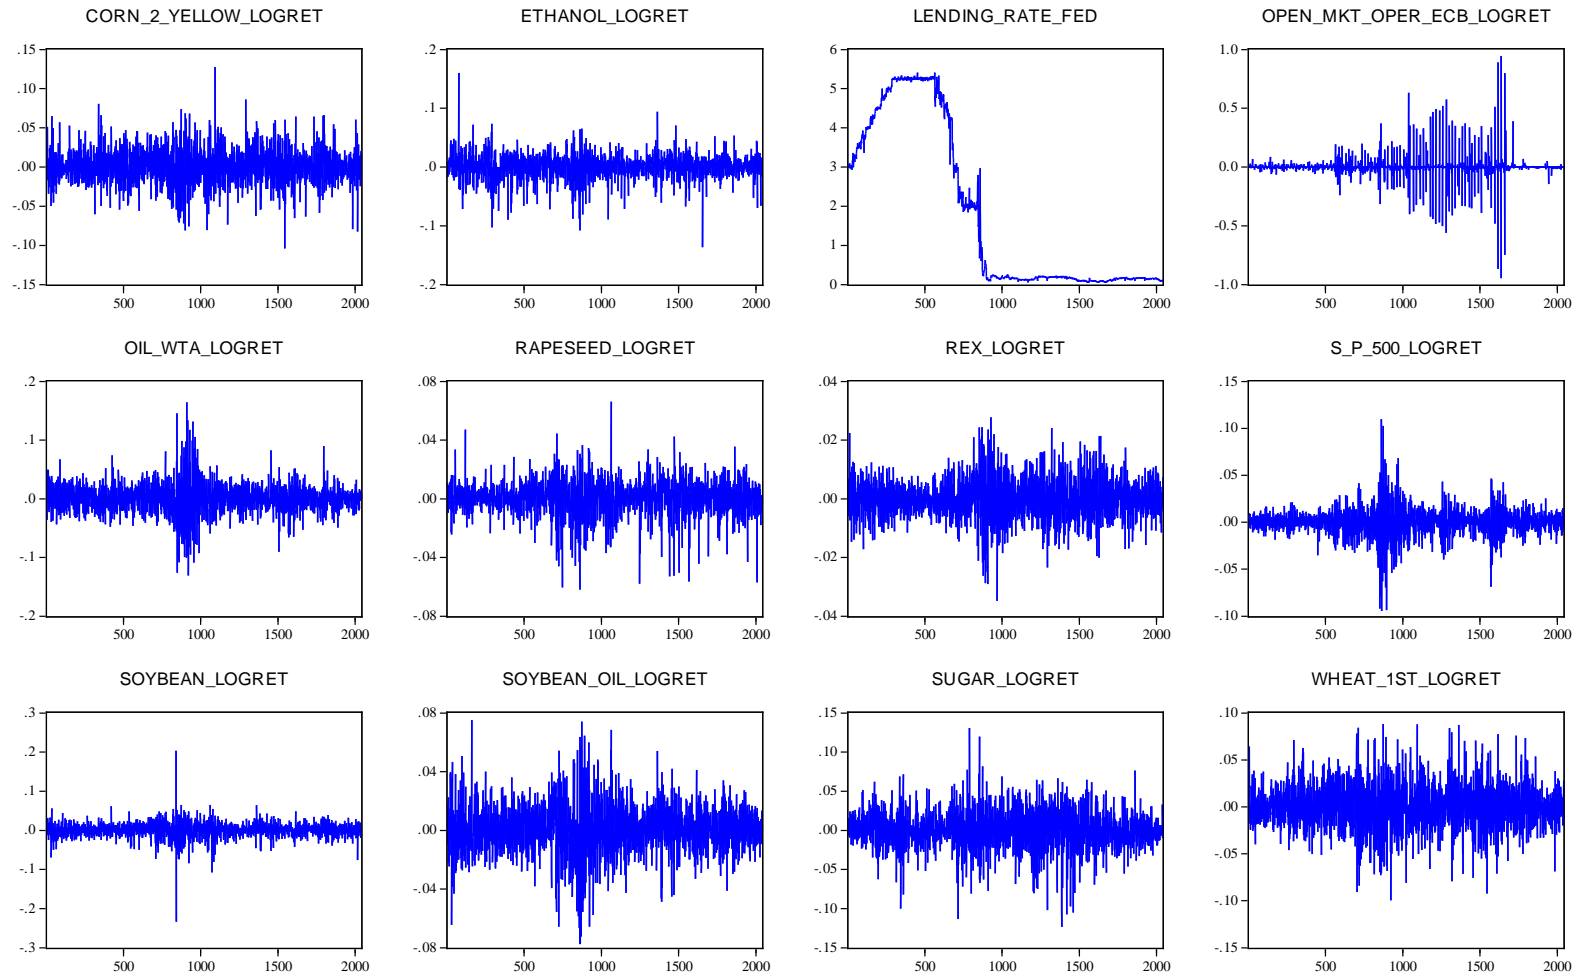 CORN_2_YELLOW_LOGRET
.15
.10
.05
.00
-.05
-.10
-.15
500 1000 1500 2000
ETHANOL_LOGRET
.2
.1
.0
-.1
-.2
500 1000 1500 2000
LENDING_RATE_FED
6
5
4
3
2
1
0
500 1000 1500 2000
OPEN_MKT_OPER_ECB_LOGRET
1.0
0.5
0.0
-0.5
-1.0
500 1000 1500 2000
OIL_WTA_LOGRET
.2
.1
.0
-.1
-.2
500 1000 1500 2000
RAPESEED_LOGRET
.08
.04
.00
-.04
-.08
500 1000 1500 2000
REX_LOGRET
.04
.02
.00
-.02
-.04
500 1000 1500 2000
S_P_500_LOGRET
.15
.10
.05
.00
-.05
-.10
500 1000 1500 2000
SOYBEAN_LOGRET
.3
.2
.1
.0
-.1
-.2
-.3
500 1000 1500 2000
SOYBEAN_OIL_LOGRET
.08
.04
.00
-.04
-.08
500 1000 1500 2000
SUGAR_LOGRET
.15
.10
.05
.00
-.05
-.10
-.15
500 1000 1500 2000
WHEAT_1ST_LOGRET
.10
.05
.00
-.05
-.10
-.15
500 1000 1500 2000